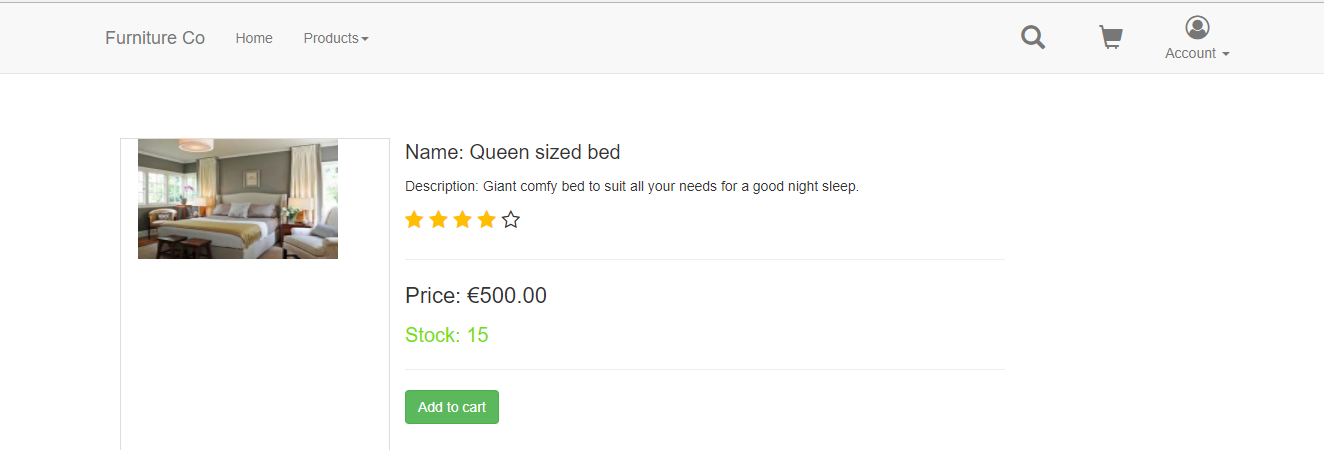 Furniture Co Home Products Account
Name: Queen sized bed
Description: Giant comfy bed to suit all your needs for a good night sleep.
Price: €500.00
Stock: 15
Add to cart